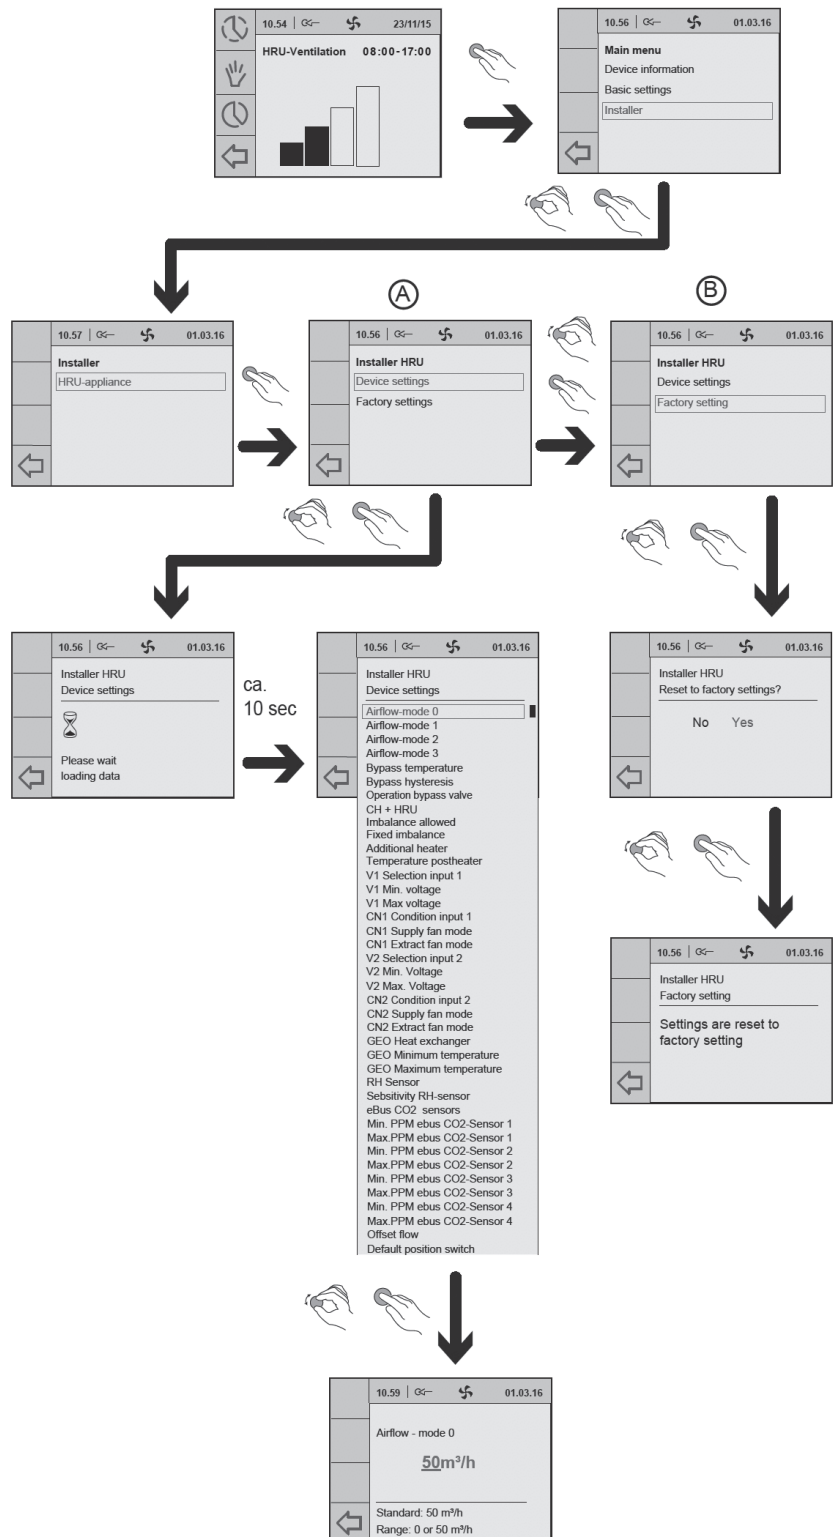 10.54 23/11/15
HRU-Ventilation 08:00-17:00
10.56 01.03.16
Main menu
Device information
Basic settings
Installer
A
B
10.57 01.03.16
Installer
HRU-appliance
10.56 01.03.16
Installer HRU
Device settings
Factory settings
10.56 01.03.16
Installer HRU
Device settings
Factory setting
10.56 01.03.16
Installer HRU
Device settings
Please wait
loading data
ca.
10 sec
10.56 01.03.16
Installer HRU
Device settings
Airflow-mode 0
Airflow-mode 1
Airflow-mode 2
Airflow-mode 3
Bypass temperature
Bypass hysteresis
Operation bypass valve
CH + HRU
Imbalance allowed
Fixed imbalance
Additional heater
Temperature postheater
V1 Selection input 1
V1 Min. voltage
V1 Max voltage
CN1 Condition input 1
CN1 Supply fan mode
CN1 Extract fan mode
V2 Selection input 2
V2 Min. Voltage
V2 Max. Voltage
CN2 Condition input 2
CN2 Supply fan mode
CN2 Extract fan mode
GEO Heat exchanger
GEO Minimum temperature
GEO Maximum temperature
RH Sensor
Sebsitivity RH-sensor
eBus CO2 sensors
Min. PPM ebus CO2-Sensor 1
Max.PPM ebus CO2-Sensor 1
Min. PPM ebus CO2-Sensor 2
Max.PPM ebus CO2-Sensor 2
Min. PPM ebus CO2-Sensor 3
Max.PPM ebus CO2-Sensor 3
Min. PPM ebus CO2-Sensor 4
Max.PPM ebus CO2-Sensor 4
Offset flow
Default position switch
10.56 01.03.16
Installer HRU
Reset to factory settings?
No Yes
10.56 01.03.16
Installer HRU
Factory setting
Settings are reset to
factory setting
10.59 01.03.16
Airflow - mode 0
50m³/h
Standard: 50 m³/h
Range: 0 or 50 m³/h